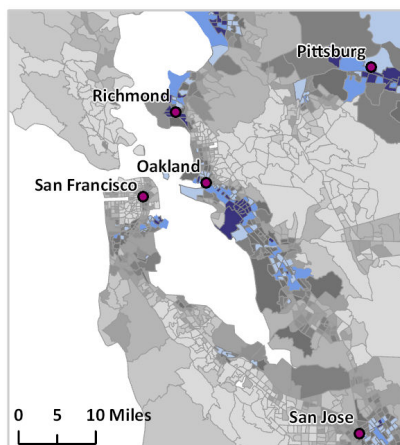 Pittsburg
Richmond
Oakland
San Francisco
San Jose
0 5 10 Miles